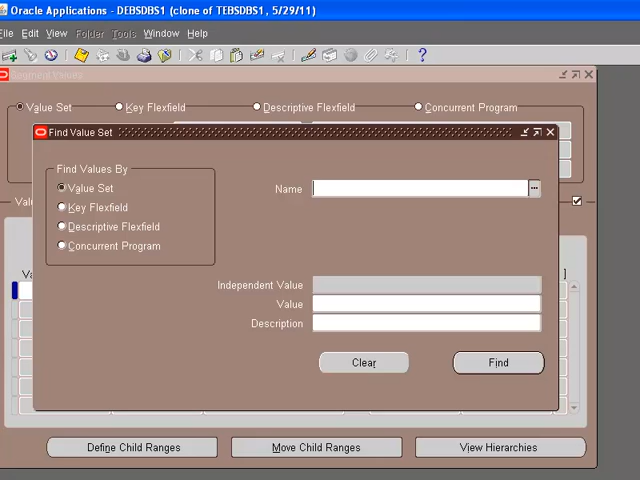 Oracle Applications - DEBSDBS1 (clone of TEBSDBS1, 5/29/11)
File Edit View Folder Tools Window Help
Segment Values
Value Set Key Flexfield Descriptive Flexfield Concurrent Program
Find Value Set
Find Values By
Value Set
Key Flexfield
Descriptive Flexfield
Concurrent Program
Name
Independent Value
Value
Description
Clear Find
Define Child Ranges Move Child Ranges View Hierarchies